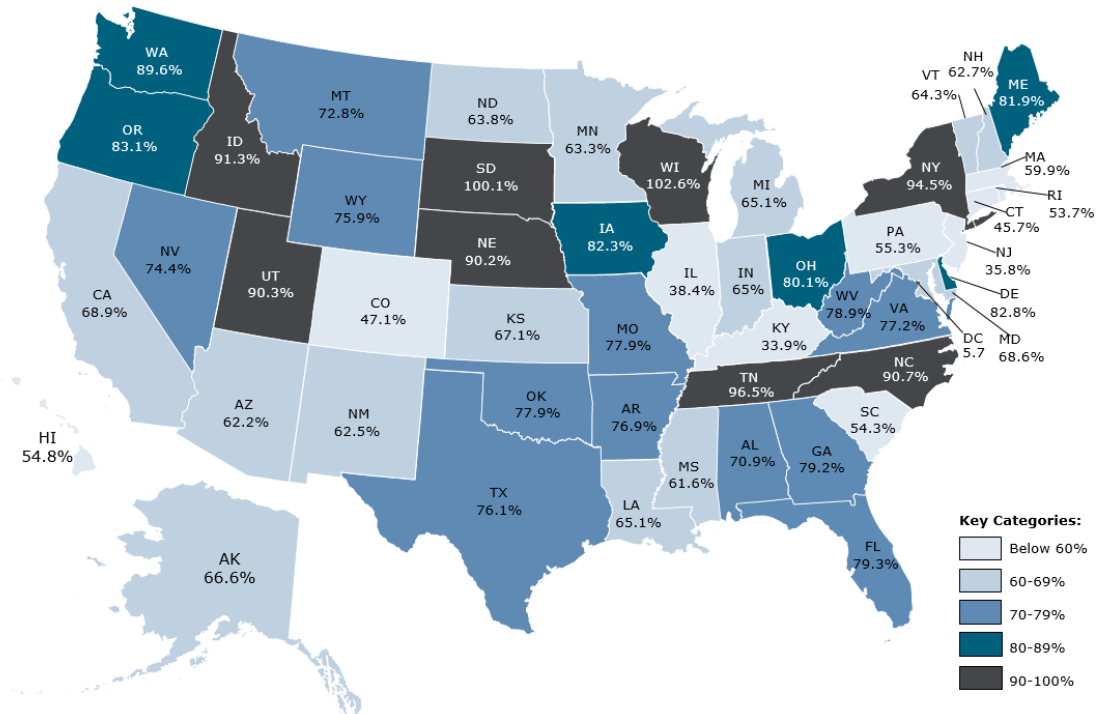 WA
89.6%
OR
83.1%
ID
91.3%
MT
72.8%
ND
63.8%
MN
63.3%
SD
100.1%
WI
102.6%
MI
65.1%
WY
75.9%
NE
90.2%
IA
82.3%
NV
74.4%
UT
90.3%
CO
47.1%
CA
68.9%
KS
67.1%
MO
77.9%
IL
38.4%
IN
65%
OH
80.1%
KY
33.9%
WV
78.9%
VA
77.2%
PA
55.3%
NY
94.5%
VT
64.3%
NH
62.7%
ME
81.9%
MA
59.9%
RI
53.7%
CT
45.7%
NJ
35.8%
DE
82.8%
MD
68.6%
DC
5.7
TN
96.5%
NC
90.7%
SC
54.3%
AZ
62.2%
NM
62.5%
OK
77.9%
AR
76.9%
MS
61.6%
AL
70.9%
GA
79.2%
TX
76.1%
LA
65.1%
FL
79.3%
HI
54.8%
AK
66.6%
Key Categories:
Below 60%
60-69%
70-79%
80-89%
90-100%